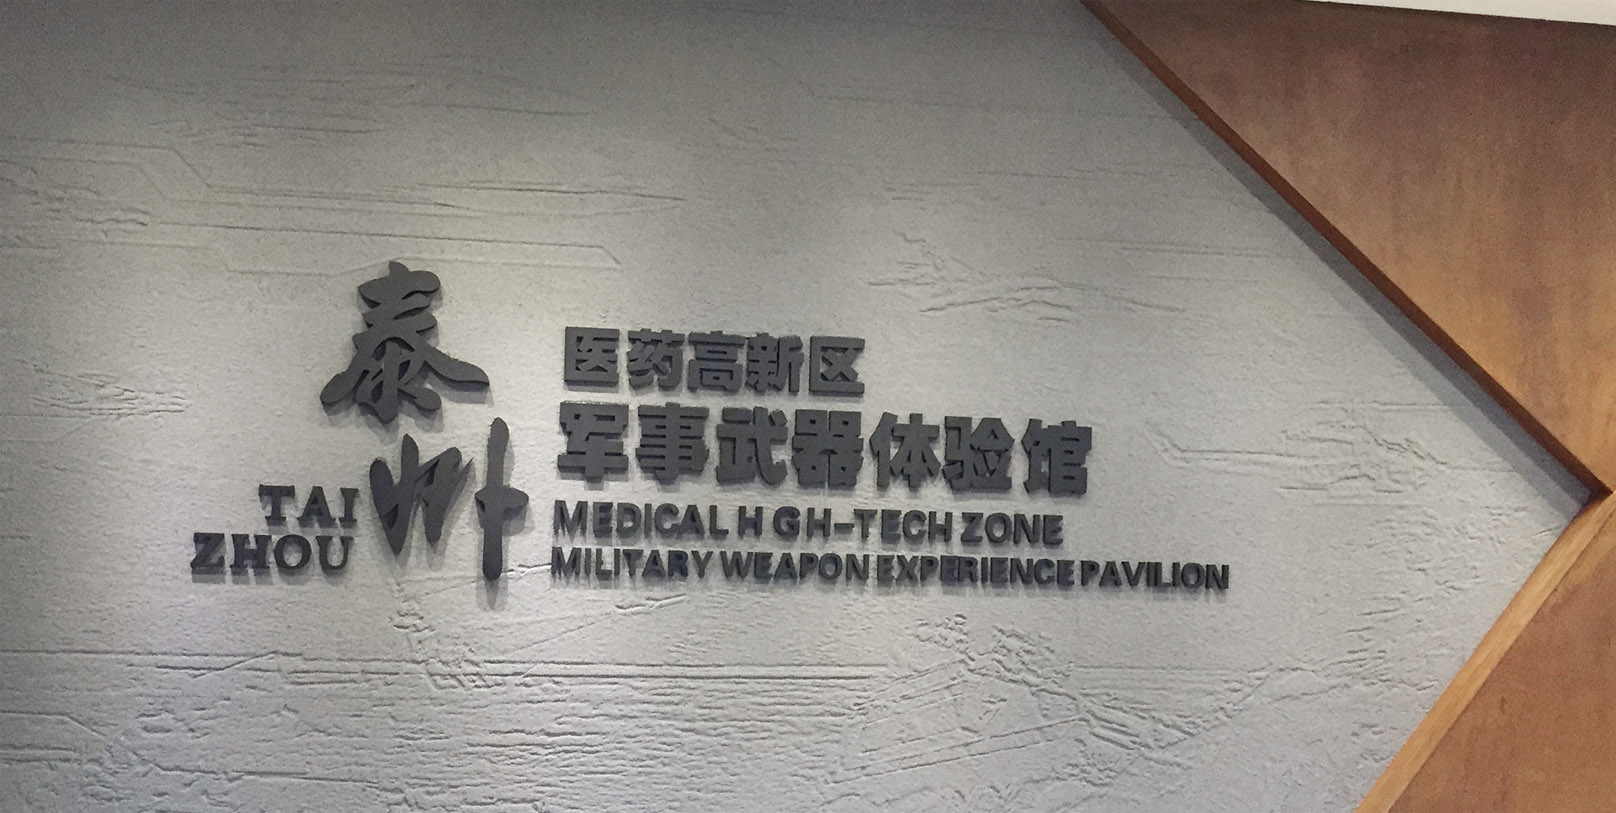 泰州
TAI
ZHOU
医药高新区
军事武器体验馆
MEDICAL H GH-TECH ZONE
MILITARY WEAPON EXPERIENCE PAVILION